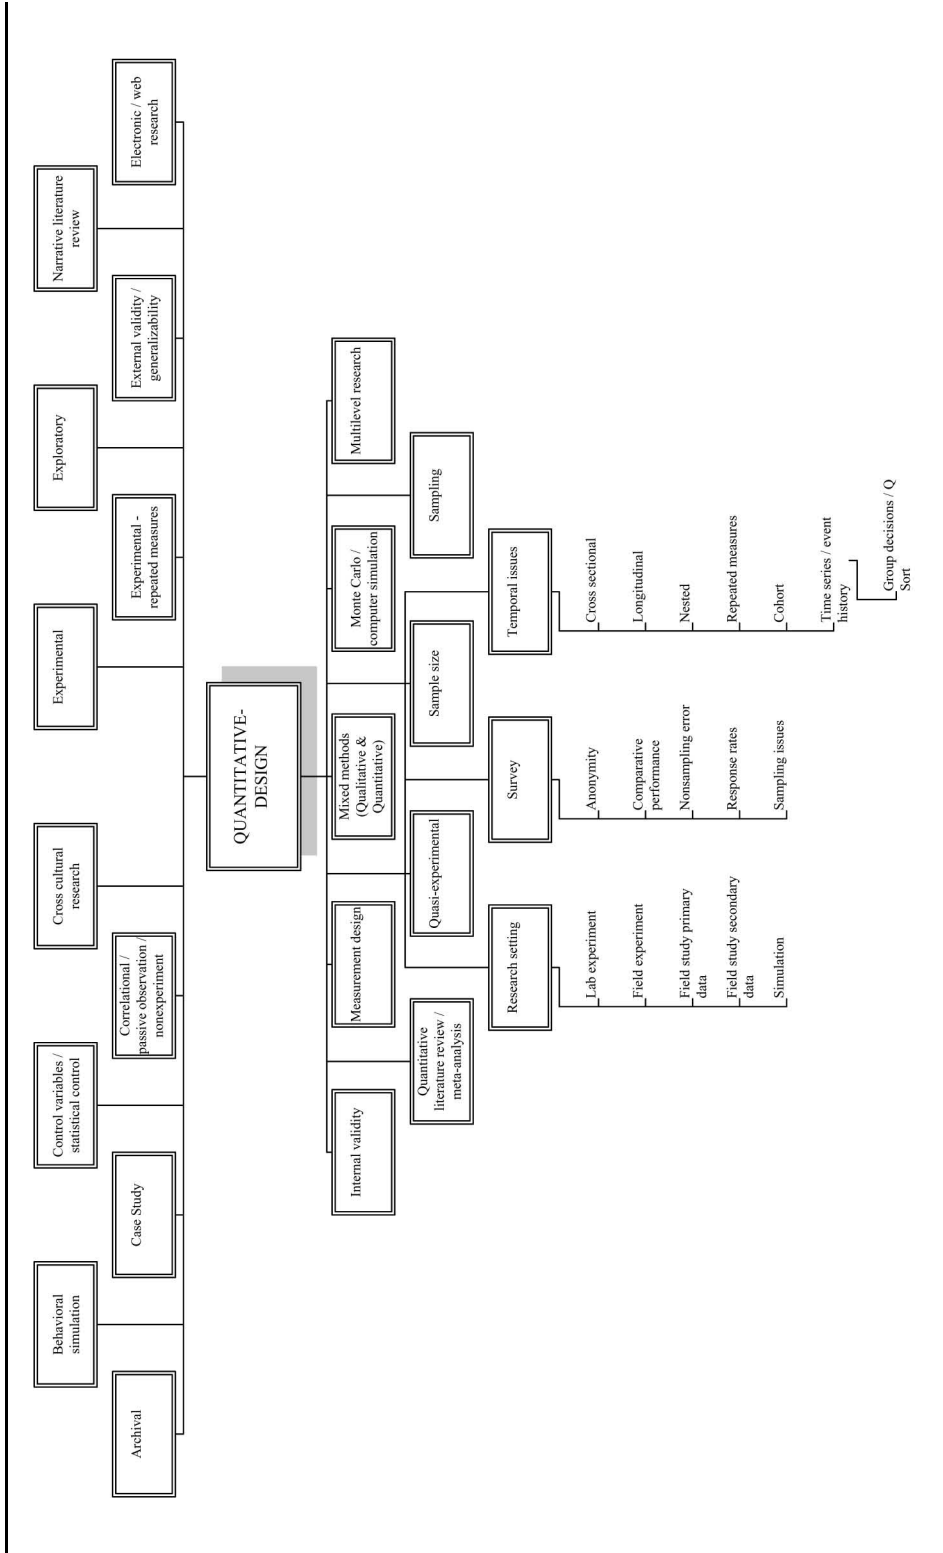 Behavioral
simulation
Control variables /
statistical control
Cross cultural
research
Experimental
Exploratory
Narrative literature
review
Archival
Case Study
Correlational /
passive observation /
nonexperiment
Experimental -
repeated measures
External validity /
generalizability
Electronic / web
research
QUANTITATIVE-
DESIGN
Internal validity
Measurement design
Mixed methods
(Qualitative &
Quantitative)
Monte Carlo /
computer simulation
Multilevel research
Quantitative
literature review /
meta-analysis
Quasi-experimental
Sample size
Sampling
Research setting
Lab experiment
Field experiment
Field study primary
data
Field study secondary
data
Simulation
Survey
Anonymity
Comparative
performance
Nonsampling error
Response rates
Sampling issues
Temporal issues
Cross sectional
Longitudinal
Nested
Repeated measures
Cohort
Time series / event
history
Group decisions / Q
Sort